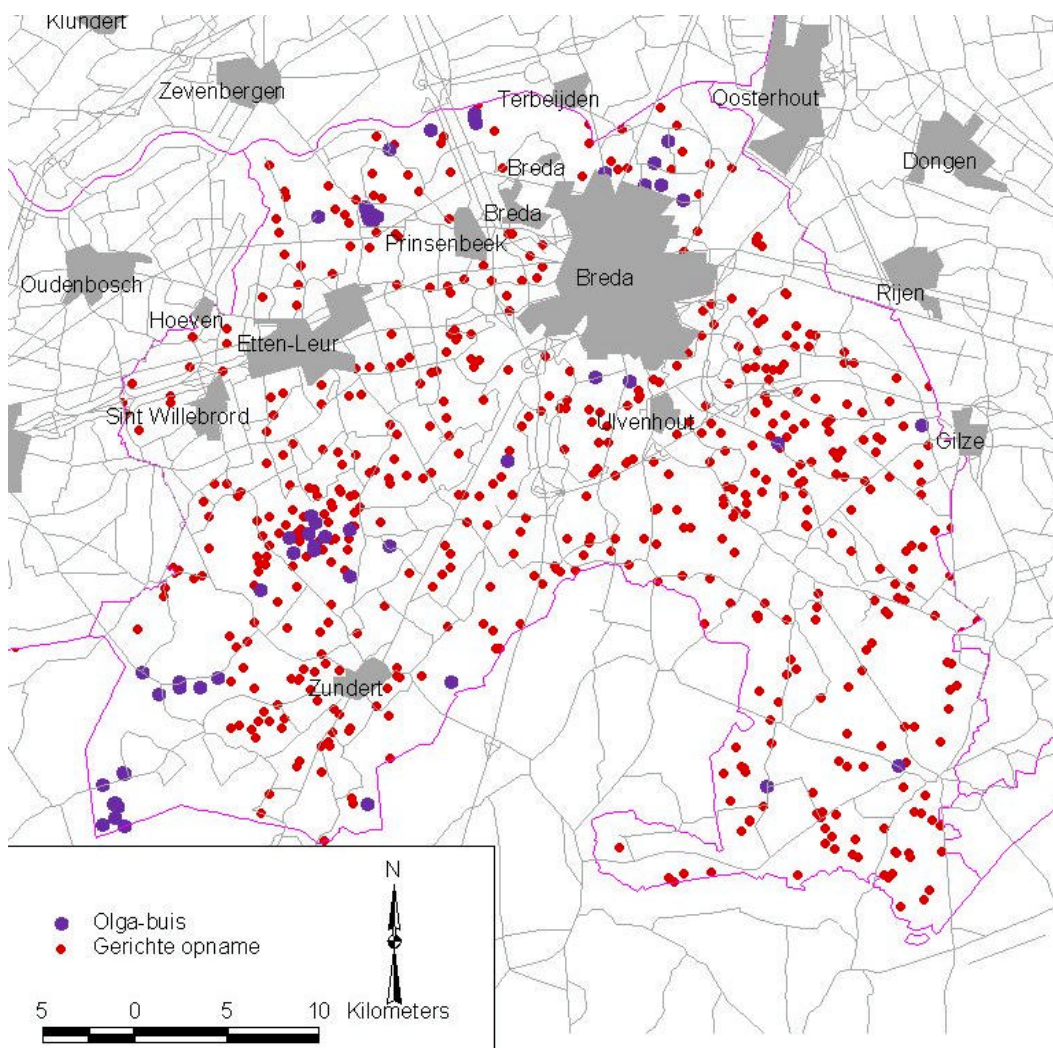 Klundert
Zevenbergen
Terbeijden
Oosterhout
Dongen
Breda
Breda
Prinsenbeek
Oudenbosch
Breda
Rijen
Hoeven
Etten-Leur
Sint Willebrord
Ulvenhout
Gilze
Zundert
N
Olga-buis
Gerichte opname
5 0 5 10 Kilometers